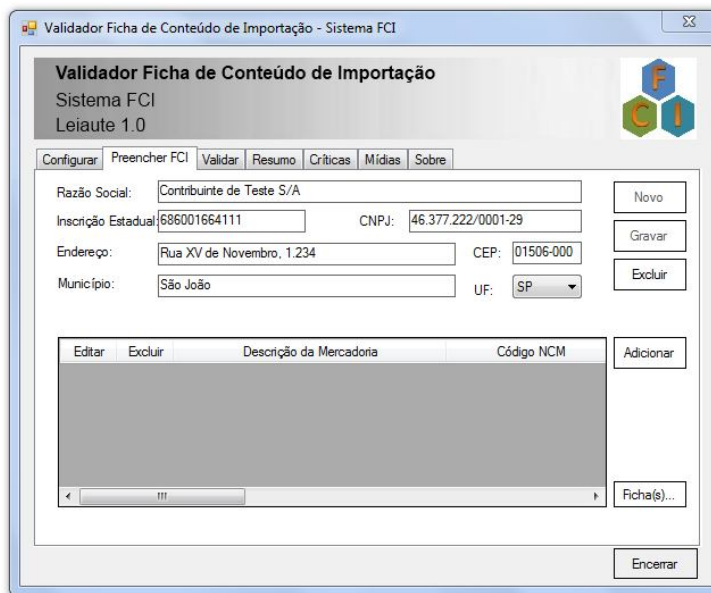 Validador Ficha de Conteúdo de Importação - Sistema FCI
Validador Ficha de Conteúdo de Importação
Sistema FCI
Leiaute 1.0
F
C I
Configurar Preencher FCI Validar Resumo Críticas Mídias Sobre
Razão Social: Contribuinte de Teste S/A Novo
Inscrição Estadual: 686001664111 CNPJ: 46.377.222/0001-29
Gravar
Endereço: Rua XV de Novembro, 1.234 CEP: 01506-000
Excluir
Município: São João UF: SP
Editar Excluir Descrição da Mercadoria Código NCM Adicionar
Ficha(s)...
Encerrar